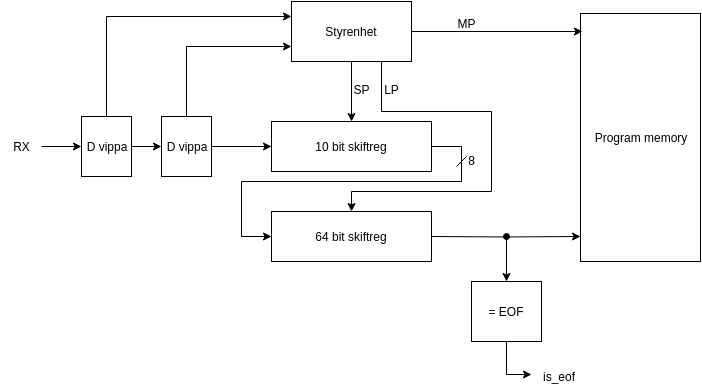 Styrenhet
MP
SP
LP
RX
D vippa
D vippa
10 bit skiftreg
8
Program memory
64 bit skiftreg
= EOF
is_eof